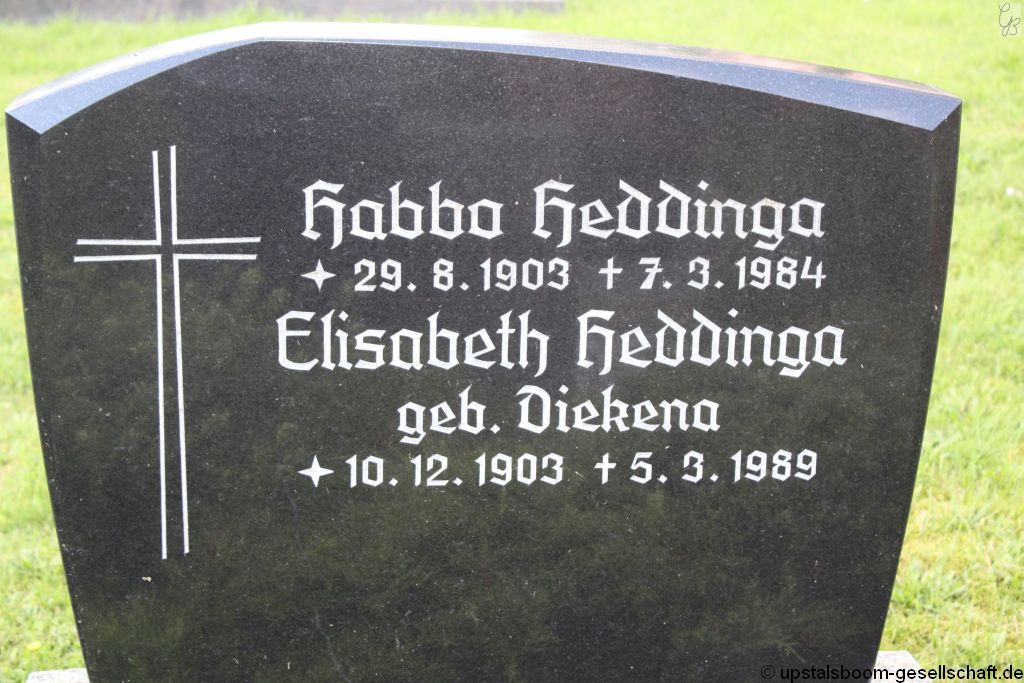 Habbo Heddinga
✦ 29. 8. 1903 † 7. 3. 1984
Elisabeth Heddinga
geb. Diekena
✦ 10. 12. 1903 † 5. 3. 1989
© upstalsboom-gesellschaft.de